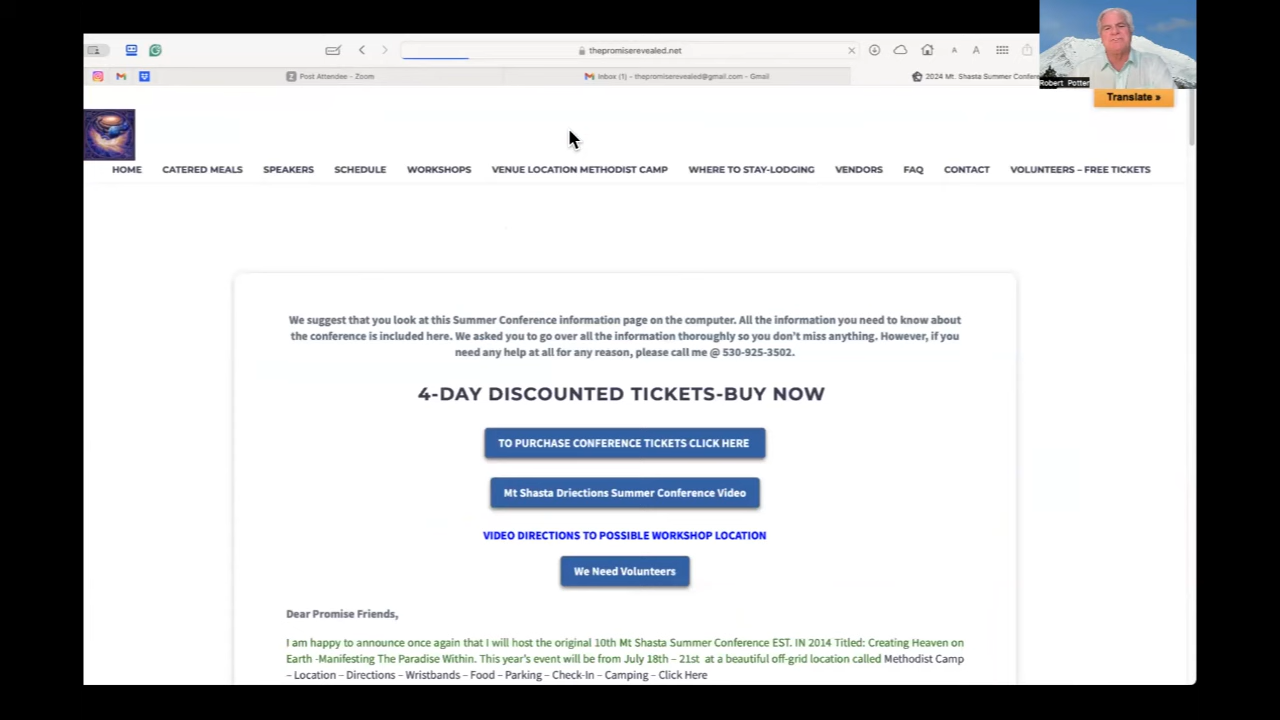 thepromiserevealed.net
Post Attendee - Zoom
Inbox (1) - thepromiserevealed@gmail.com - Gmail
2024 Mt. Shasta Summer
Robert Potter
Translate »
HOME CATERED MEALS SPEAKERS SCHEDULE WORKSHOPS VENUE LOCATION METHODIST CAMP WHERE TO STAY-LODGING VENDORS FAQ CONTACT VOLUNTEERS – FREE TICKETS
We suggest that you look at this Summer Conference information page on the computer. All the information you need to know about
the conference is included here. We asked you to go over all the information thoroughly so you don't miss anything. However, if you
need any help at all for any reason, please call me @ 530-925-3502.
4-DAY DISCOUNTED TICKETS-BUY NOW
TO PURCHASE CONFERENCE TICKETS CLICK HERE
Mt Shasta Driections Summer Conference Video
VIDEO DIRECTIONS TO POSSIBLE WORKSHOP LOCATION
We Need Volunteers
Dear Promise Friends,
I am happy to announce once again that I will host the original 10th Mt Shasta Summer Conference EST. IN 2014 Titled: Creating Heaven on
Earth -Manifesting The Paradise Within. This year's event will be from July 18th – 21st at a beautiful off-grid location called Methodist Camp
– Location – Directions – Wristbands – Food – Parking – Check-In – Camping – Click Here